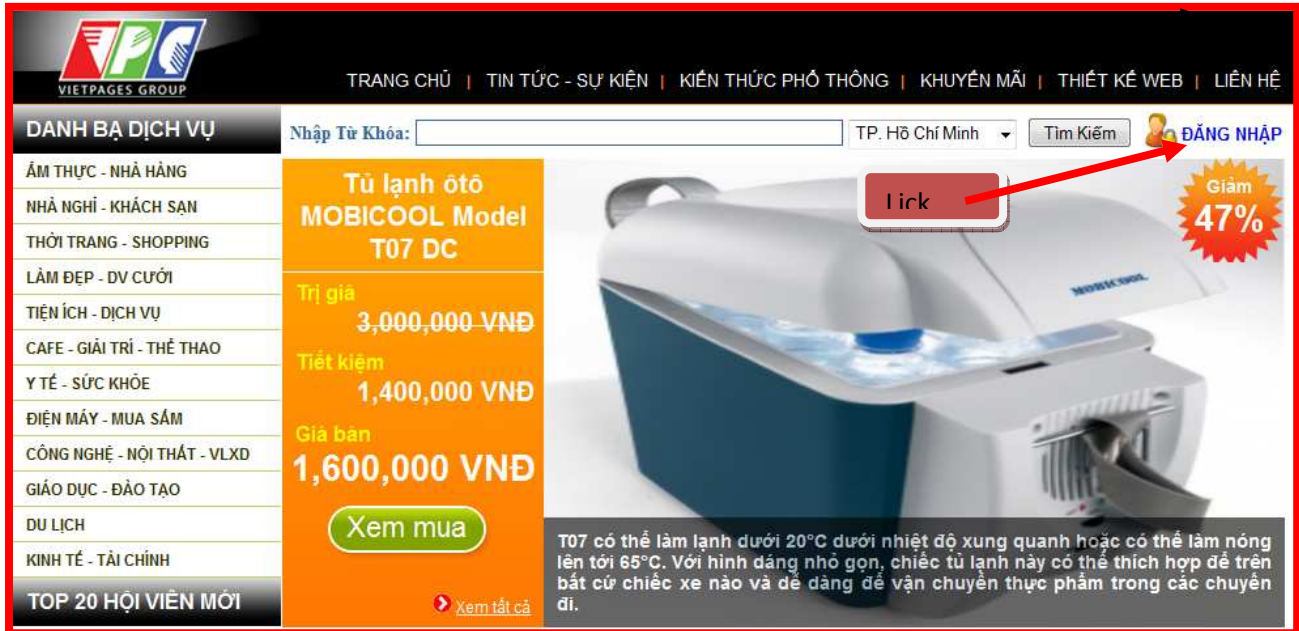 VPG
VIETPAGES GROUP
TRANG CHỦ | TIN TỨC - SỰ KIỆN | KIẾN THỨC PHỔ THÔNG | KHUYẾN MÃI | THIẾT KẾ WEB | LIÊN HỆ
DANH BẠ DỊCH VỤ
Nhập Từ Khóa:
TP. Hồ Chí Minh
Tìm Kiếm
ĐĂNG NHẬP
ẨM THỰC - NHÀ HÀNG
NHÀ NGHỈ - KHÁCH SẠN
THỜI TRANG - SHOPPING
LÀM ĐẸP - DV CƯỚI
TIỆN ÍCH - DỊCH VỤ
CAFE - GIẢI TRÍ - THỂ THAO
Y TẾ - SỨC KHỎE
ĐIỆN MÁY - MUA SẮM
CÔNG NGHỆ - NỘI THẤT - VLXD
GIÁO DỤC - ĐÀO TẠO
DU LỊCH
KINH TẾ - TÀI CHÍNH
TOP 20 HỘI VIÊN MỚI
Tủ lạnh ôtô
MOBICOOL Model
T07 DC
Trị giá
3,000,000 VNĐ
Tiết kiệm
1,400,000 VNĐ
Giá bán
1,600,000 VNĐ
Xem mua
Xem tất cả
Lick
Giảm
47%
MOBICOOL
T07 có thể làm lạnh dưới 20°C dưới nhiệt độ xung quanh hoặc có thể làm nóng
lên tới 65°C. Với hình dáng nhỏ gọn, chiếc tủ lạnh này có thể thích hợp để trên
bất cứ chiếc xe nào và dễ dàng để vận chuyển thực phẩm trong các chuyến
đi.